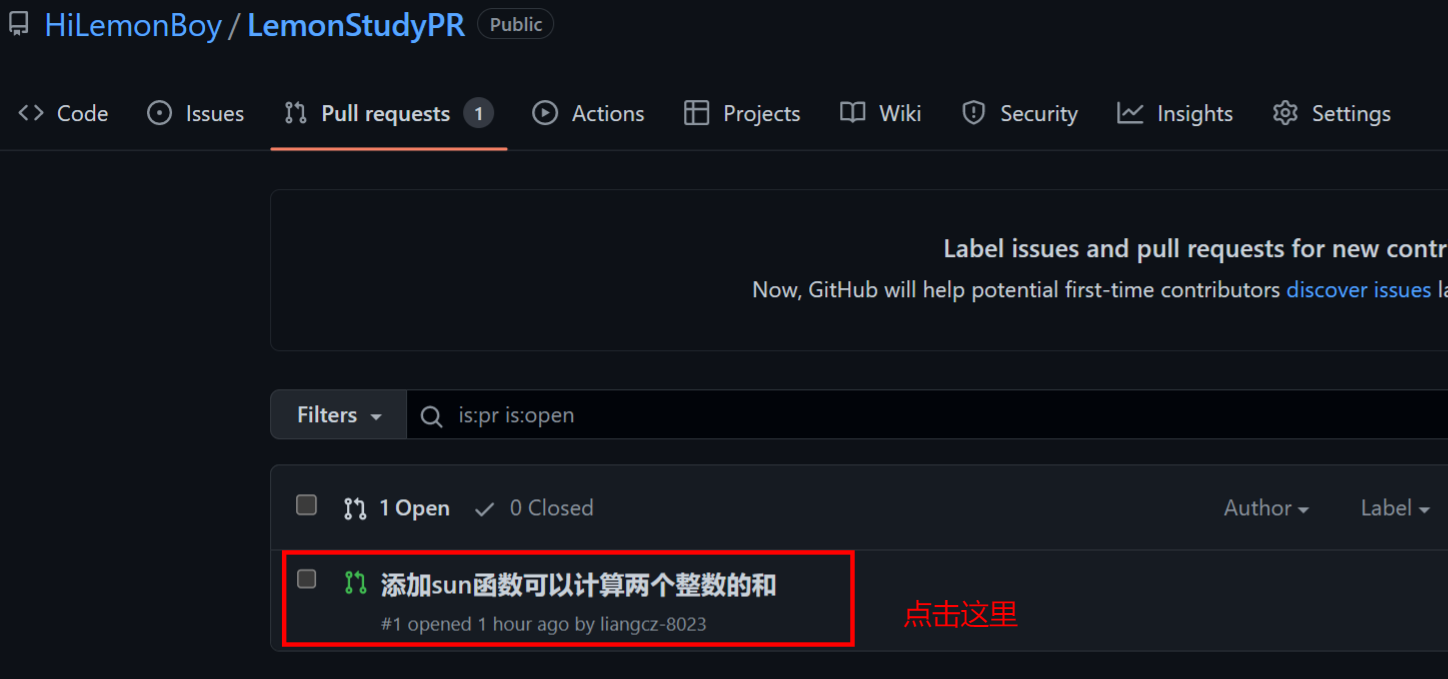 HiLemonBoy / LemonStudyPR Public
Code Issues Pull requests 1 Actions Projects Wiki Security Insights Settings
Label issues and pull requests for new contr
Now, GitHub will help potential first-time contributors discover issues la
Filters is:pr is:open
1 Open 0 Closed Author Label
添加sun函数可以计算两个整数的和
#1 opened 1 hour ago by liangcz-8023
点击这里